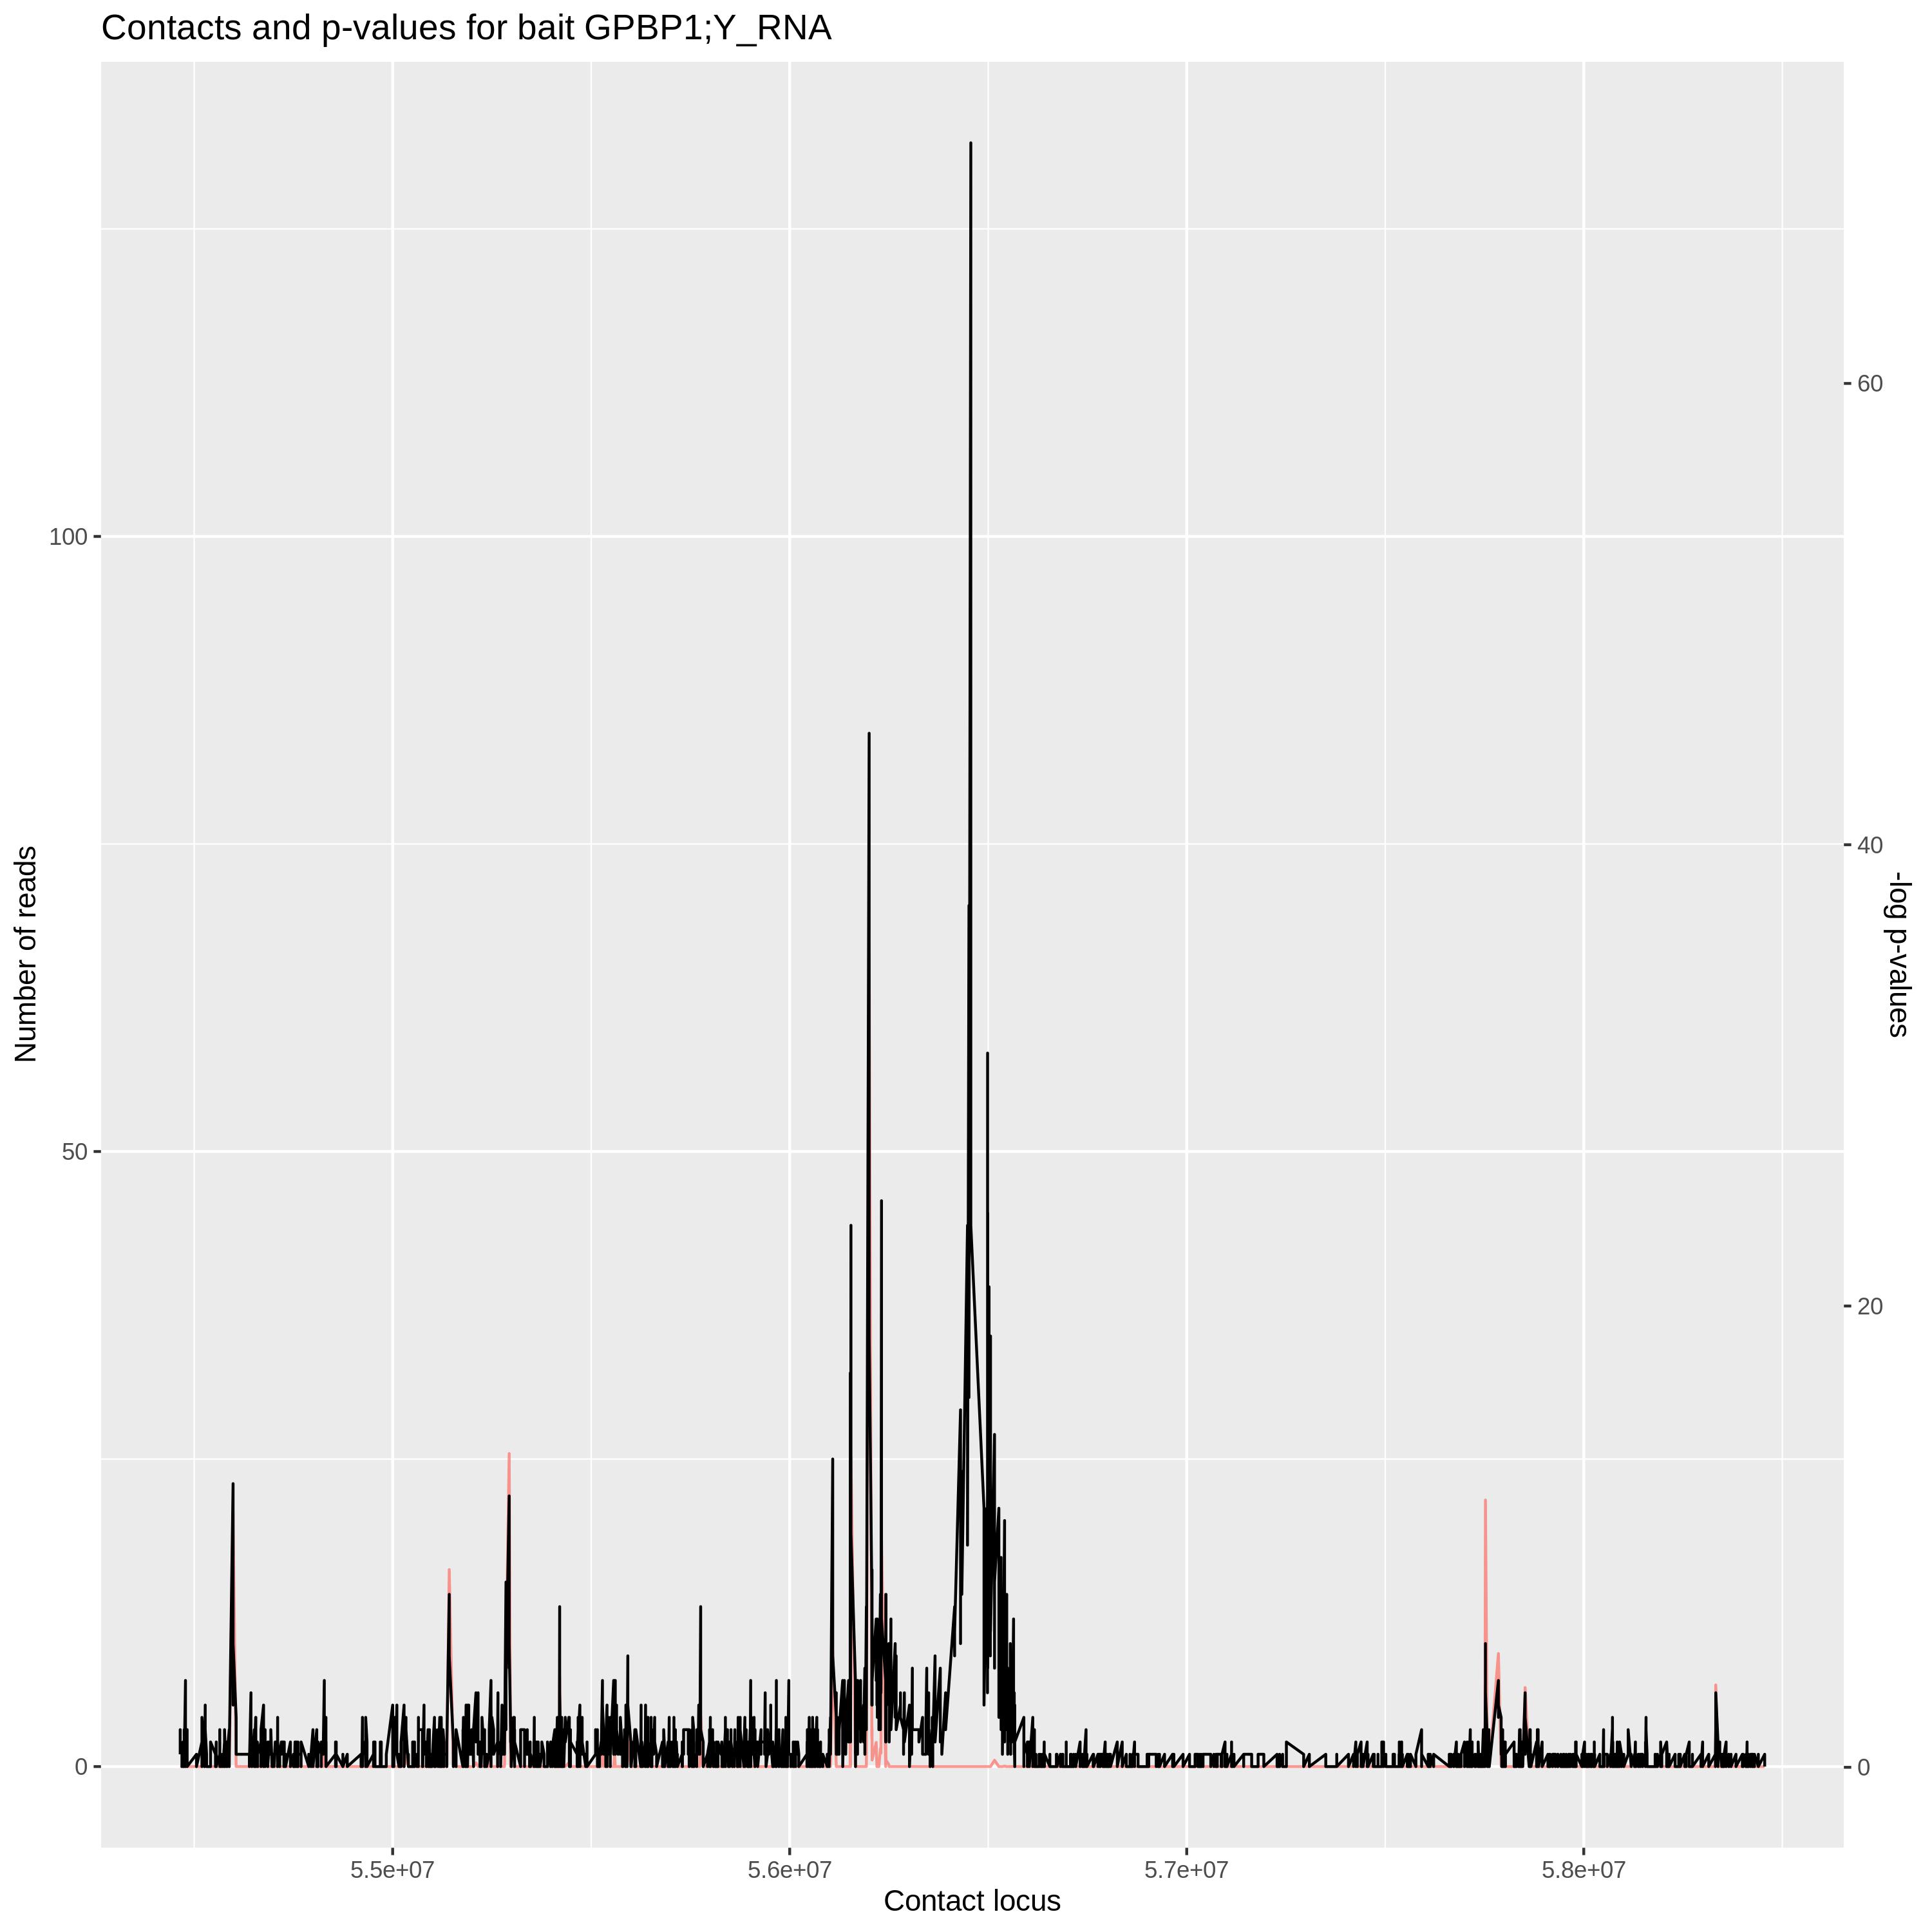 Contacts and p-values for bait GPBP1;Y_RNA
100
50
0
Number of reads
60
40
20
0
-log p-values
5.5e+07
5.6e+07
5.7e+07
5.8e+07
Contact locus